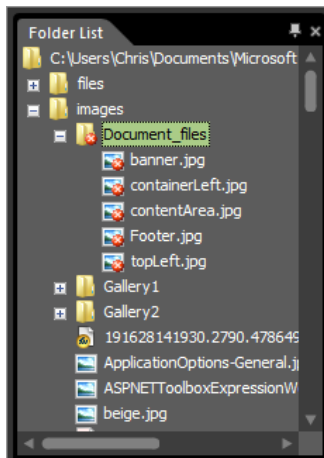 Folder List
C:\Users\Chris\Documents\Microsoft
files
images
Document_files
banner.jpg
containerLeft.jpg
contentArea.jpg
Footer.jpg
topLeft.jpg
Gallery1
Gallery2
191628141930.2790.478649
ApplicationOptions-General.j
ASPNETToolboxExpressionW
beige.jpg